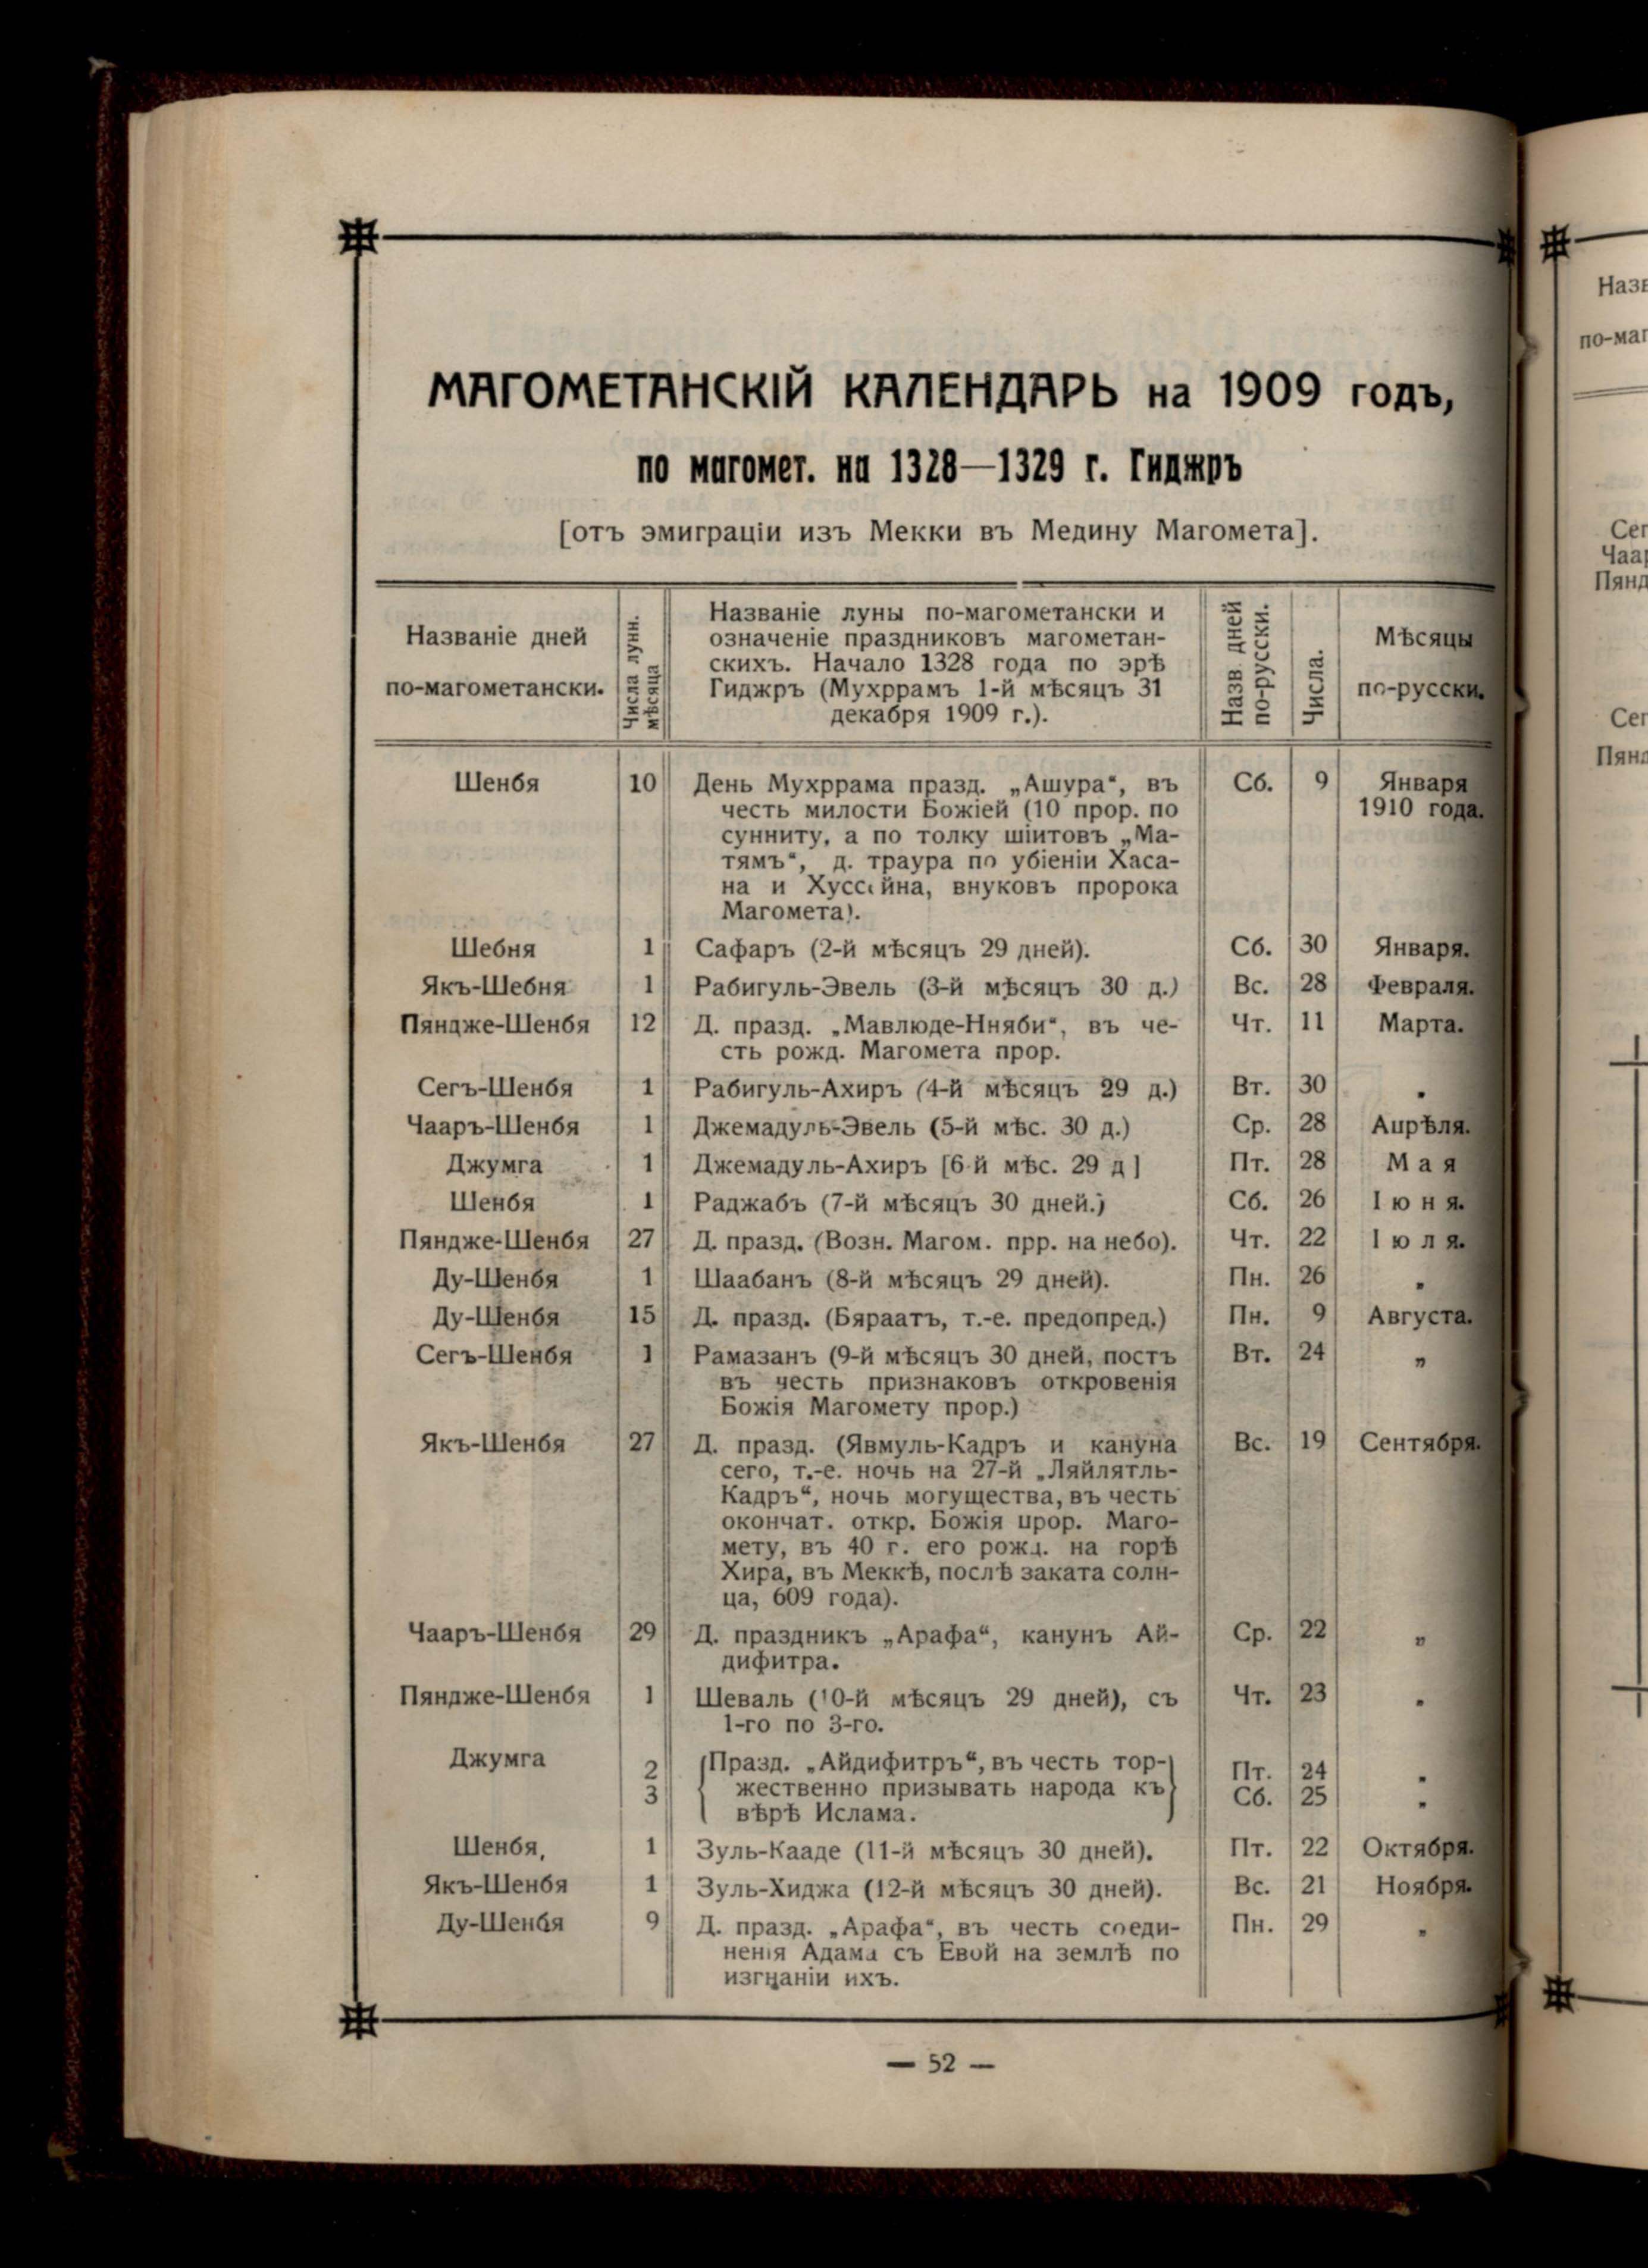 МАГОМЕТАНСКІЙ КАЛЕНДАРЬ на 1909 годъ,
по магомет. на 1328—1329 г. Гиджръ
[отъ эмиграціи изъ Мекки въ Медину Магомета].
Названіе дней
по-магометански.
Числа лунн.
мѣсяца
Названіе луны по-магометански и
означеніе праздниковъ магометан-
скихъ. Начало 1328 года по эрѣ
Гиджръ (Мухррамъ 1-й мѣсяцъ 31
декабря 1909 г.).
Назв. дней
по-русски.
Числа.
Мѣсяцы
по-русски.
Шенбя 10 День Мухррама празд. „Ашура“, въ Сб. 9 Января
честь милости Божіей (10 прор. по 1910 года.
сунниту, а по толку шіитовъ „Ма-
тямъ“, д. траура по убіеніи Хаса-
на и Хуссейна, внуковъ пророка
Магомета).
Шебня 1 Сафаръ (2-й мѣсяцъ 29 дней). Сб. 30 Января.
Якъ-Шебня 1 Рабигуль-Эвель (3-й мѣсяцъ 30 д.) Вс. 28 Февраля.
Пяндже-Шенбя 12 Д. празд. „Мавлюде-Нняби“, въ че- Чт. 11 Марта.
сть рожд. Магомета прор.
Сегъ-Шенбя 1 Рабигуль-Ахиръ (4-й мѣсяцъ 29 д.) Вт. 30 „
Чааръ-Шенбя 1 Джемадуль-Эвель (5-й мѣс. 30 д.) Ср. 28 Апрѣля.
Джумга 1 Джемадуль-Ахиръ [6-й мѣс. 29 д] Пт. 28 Мая
Шенбя 1 Раджабъ (7-й мѣсяцъ 30 дней.) Сб. 26 Іюня.
Пяндже-Шенбя 27 Д. празд. (Возн. Магом. прр. на небо). Чт. 22 Іюля.
Ду-Шенбя 1 Шаабанъ (8-й мѣсяцъ 29 дней). Пн. 26 „
Ду-Шенбя 15 Д. празд. (Бяраатъ, т.-е. предопред.) Пн. 9 Августа.
Сегъ-Шенбя 1 Рамазанъ (9-й мѣсяцъ 30 дней, постъ Вт. 24 „
въ честь признаковъ откровенія
Божія Магомету прор.)
Якъ-Шенбя 27 Д. празд. (Явмуль-Кадръ и кануна Вс. 19 Сентября.
сего, т.-е. ночь на 27-й „Ляйлятль-
Кадръ“, ночь могущества, въ честь
окончат. откр. Божія прор. Маго-
мету, въ 40 г. его рожд. на горѣ
Хира, въ Меккѣ, послѣ заката солн-
ца, 609 года).
Чааръ-Шенбя 29 Д. праздникъ „Арафа“, канунъ Ай- Ср. 22 „
дифитра.
Пяндже-Шенбя 1 Шеваль (10-й мѣсяцъ 29 дней), съ Чт. 23 „
1-го по 3-го.
Джумга 2 Празд. „Айдифитръ“, въ честь тор- Пт. 24 „
3 жественно призывать народа къ Сб. 25 „
вѣрѣ Ислама.
Шенбя, 1 Зуль-Кааде (11-й мѣсяцъ 30 дней). Пт. 22 Октября.
Якъ-Шенбя 1 Зуль-Хиджа (12-й мѣсяцъ 30 дней). Вс. 21 Ноября.
Ду-Шенбя 9 Д. празд. „Арафа“, въ честь соеди- Пн. 29 „
ненія Адама съ Евой на землѣ по
изгнаніи ихъ.
— 52 —